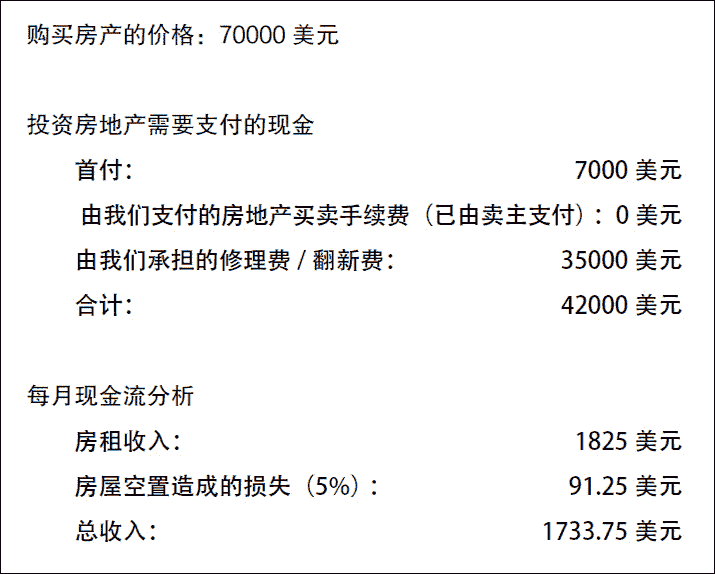 购买房产的价格：70000 美元
投资房地产需要支付的现金
首付： 7000 美元
由我们支付的房地产买卖手续费（已由卖主支付）：0 美元
由我们承担的修理费 / 翻新费： 35000 美元
合计： 42000 美元
每月现金流分析
房租收入： 1825 美元
房屋空置造成的损失（5%）： 91.25 美元
总收入： 1733.75 美元